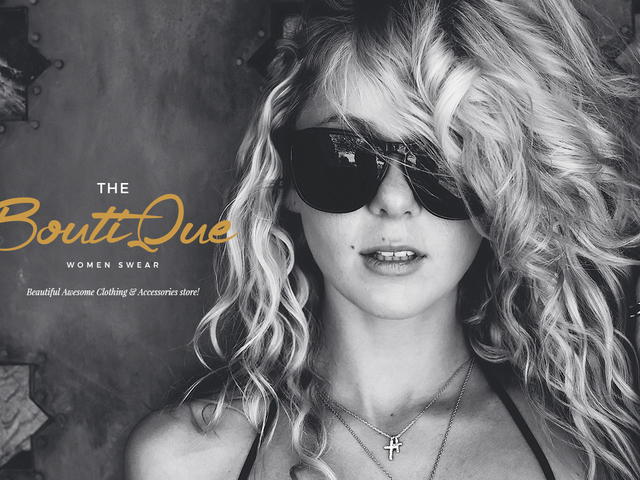 THE
BoutiQue
WOMEN SWEAR
Beautiful Awesome Clothing & Accessories store!